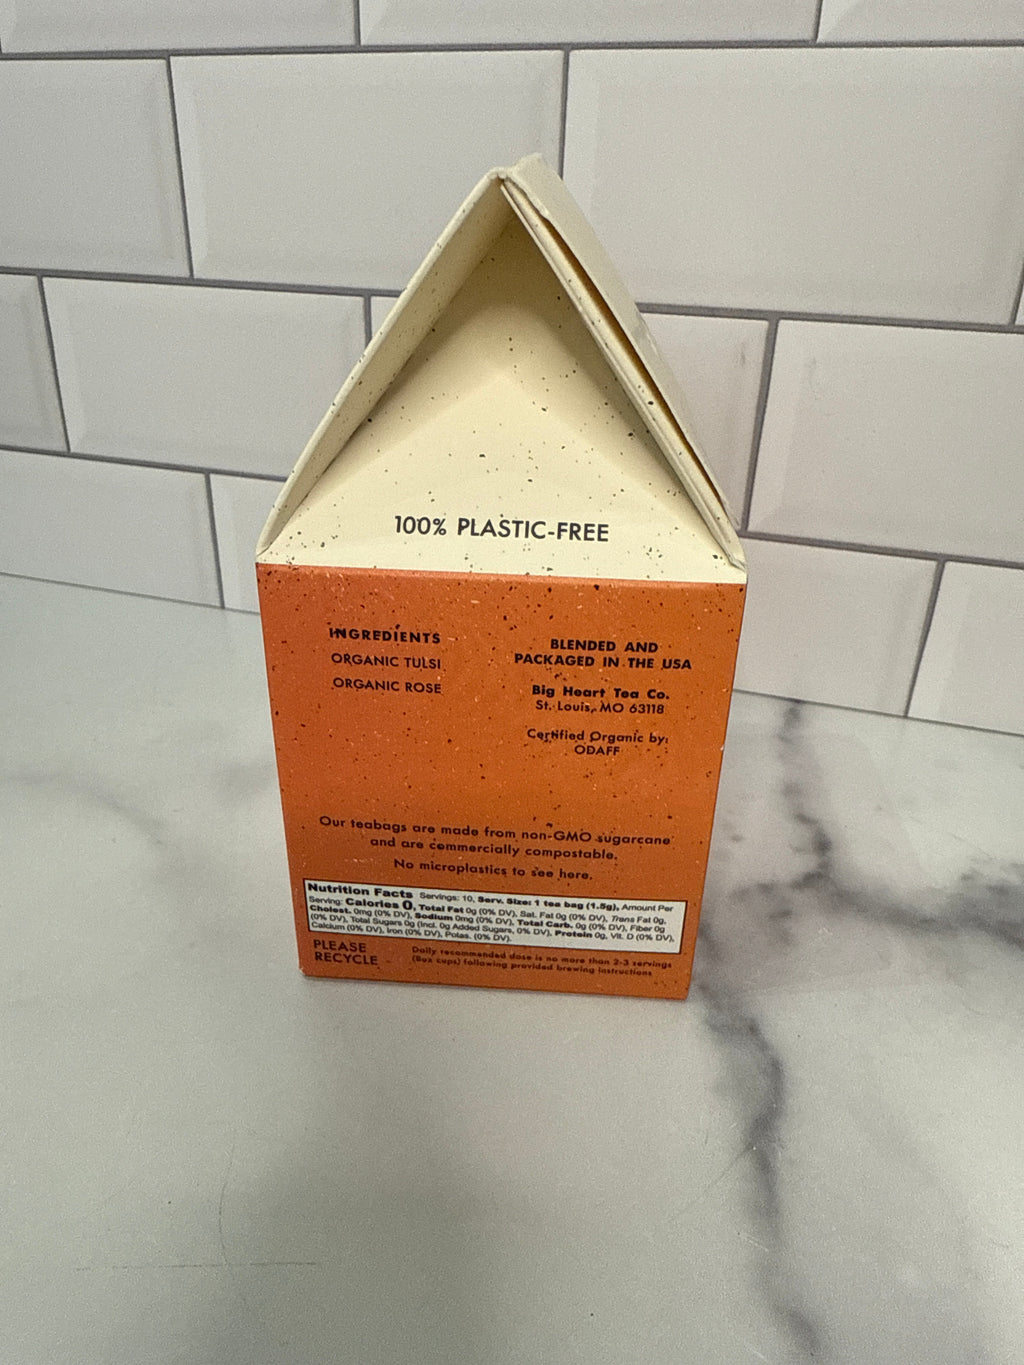 100% PLASTIC-FREE
INGREDIENTS
ORGANIC TULSI
ORGANIC ROSE
BLENDED AND
PACKAGED IN THE USA
Big Heart Tea Co.
St. Louis, MO 63118
Certified Organic by:
ODAFF
Our teabags are made from non-GMO sugarcane
and are commercially compostable.
No microplastics to see here.
Nutrition Facts Servings: 10, Serv. Size: 1 tea bag (1.5g), Amount Per
Serving: Calories 0, Total Fat 0g (0% DV), Sat. Fat 0g (0% DV), Trans Fat 0g,
Cholest. 0mg (0% DV), Sodium 0mg (0% DV), Total Carb. 0g (0% DV), Fiber 0g
(0% DV), Total Sugars 0g (Incl. 0g Added Sugars, 0% DV), Protein 0g, Vit. D (0% DV),
Calcium (0% DV), Iron (0% DV), Potas. (0% DV).
PLEASE
RECYCLE
Daily recommended dose is no more than 2-3 servings
(8oz cups) following provided brewing instructions